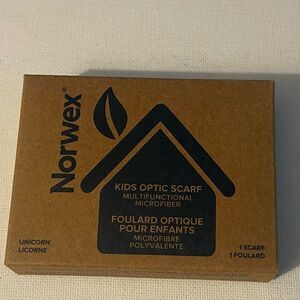 Norwex®
KIDS OPTIC SCARF
MULTIFUNCTIONAL
MICROFIBER
FOULARD OPTIQUE
POUR ENFANTS
MICROFIBRE
POLYVALENTE
UNICORN
LICORNE
1 SCARF
1 FOULARD